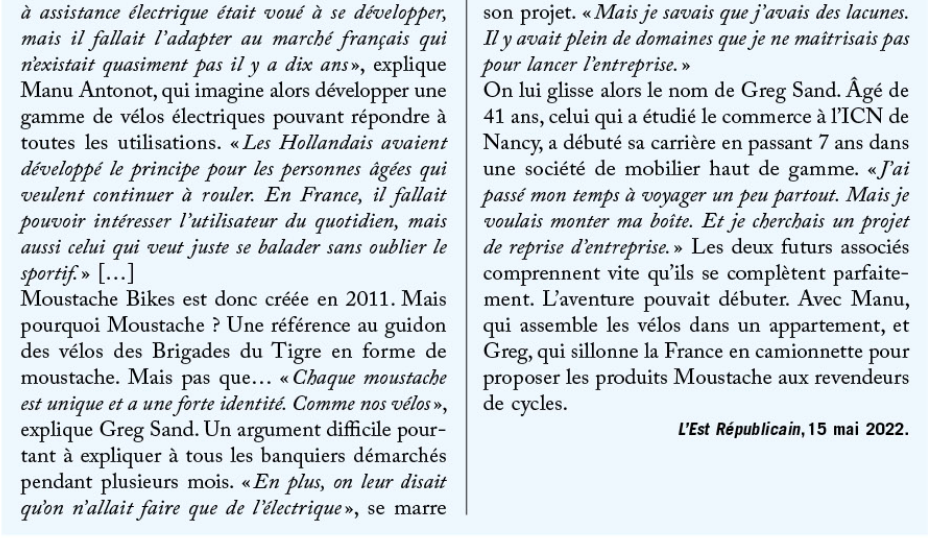 à assistance électrique était voué à se développer,
mais il fallait l'adapter au marché français qui
n'existait quasiment pas il y a dix ans», explique
Manu Antonot, qui imagine alors développer une
gamme de vélos électriques pouvant répondre à
toutes les utilisations. «Les Hollandais avaient
développé le principe pour les personnes âgées qui
veulent continuer à rouler. En France, il fallait
pouvoir intéresser l'utilisateur du quotidien, mais
aussi celui qui veut juste se balader sans oublier le
sportif.» […]
Moustache Bikes est donc créée en 2011. Mais
pourquoi Moustache ? Une référence au guidon
des vélos des Brigades du Tigre en forme de
moustache. Mais pas que… «Chaque moustache
est unique et a une forte identité. Comme nos vélos»,
explique Greg Sand. Un argument difficile pour-
tant à expliquer à tous les banquiers démarchés
pendant plusieurs mois. «En plus, on leur disait
qu'on n'allait faire que de l'électrique», se marre
son projet. «Mais je savais que j'avais des lacunes.
Il y avait plein de domaines que je ne maîtrisais pas
pour lancer l'entreprise.»
On lui glisse alors le nom de Greg Sand. Âgé de
41 ans, celui qui a étudié le commerce à l'ICN de
Nancy, a débuté sa carrière en passant 7 ans dans
une société de mobilier haut de gamme. «J'ai
passé mon temps à voyager un peu partout. Mais je
voulais monter ma boîte. Et je cherchais un projet
de reprise d'entreprise.» Les deux futurs associés
comprennent vite qu'ils se complètent parfaite-
ment. L'aventure pouvait débuter. Avec Manu,
qui assemble les vélos dans un appartement, et
Greg, qui sillonne la France en camionnette pour
proposer les produits Moustache aux revendeurs
de cycles.
L'Est Républicain, 15 mai 2022.